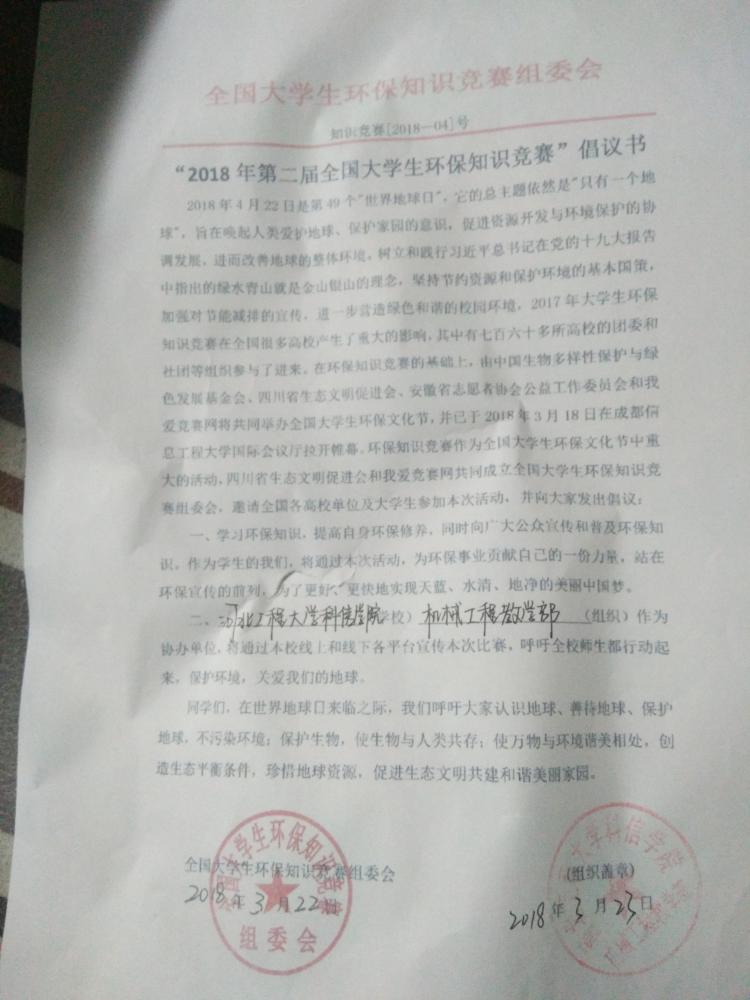 全国大学生环保知识竞赛组委会
知识竞赛[2018—04]号
“2018 年第二届全国大学生环保知识竞赛”倡议书
2018 年 4 月 22 日是第 49 个“世界地球日”，它的总主题依然是“只有一个地
球”，旨在唤起人类爱护地球、保护家园的意识，促进资源开发与环境保护的协
调发展，进而改善地球的整体环境。树立和践行习近平总书记在党的十九大报告
中指出的绿水青山就是金山银山的理念，坚持节约资源和保护环境的基本国策，
加强对节能减排的宣传，进一步营造绿色和谐的校园环境，2017 年大学生环保
知识竞赛在全国很多高校产生了重大的影响，其中有七百六十多所高校的团委和
社团等组织参与了进来。在环保知识竞赛的基础上，由中国生物多样性保护与绿
色发展基金会、四川省生态文明促进会、安徽省志愿者协会公益工作委员会和我
爱竞赛网将共同举办全国大学生环保文化节，并已于 2018 年 3 月 18 日在成都信
息工程大学国际会议厅拉开帷幕。环保知识竞赛作为全国大学生环保文化节中重
大的活动，四川省生态文明促进会和我爱竞赛网共同成立全国大学生环保知识竞
赛组委会，邀请全国各高校单位及大学生参加本次活动，并向大家发出倡议：
一、学习环保知识，提高自身环保修养，同时向广大公众宣传和普及环保知
识。作为学生的我们，将通过本次活动，为环保事业贡献自己的一份力量，站在
环保宣传的前列，为了更好、更快地实现天蓝、水清、地净的美丽中国梦。
二、河北工程大学科信学院（学校）机械工程教学部（组织）作为
协办单位，将通过本校线上和线下各平台宣传本次比赛，呼吁全校师生都行动起
来，保护环境，关爱我们的地球。
同学们，在世界地球日来临之际，我们呼吁大家认识地球、善待地球、保护
地球，不污染环境；保护生物，使生物与人类共存；使万物与环境谐美相处，创
造生态平衡条件，珍惜地球资源，促进生态文明共建和谐美丽家园。
全国大学生环保知识竞赛组委会
2018 年 3 月 22 日
全国大学生环保知识竞赛
组委会
（组织盖章）
2018 年 3 月 23 日
大学科信学院